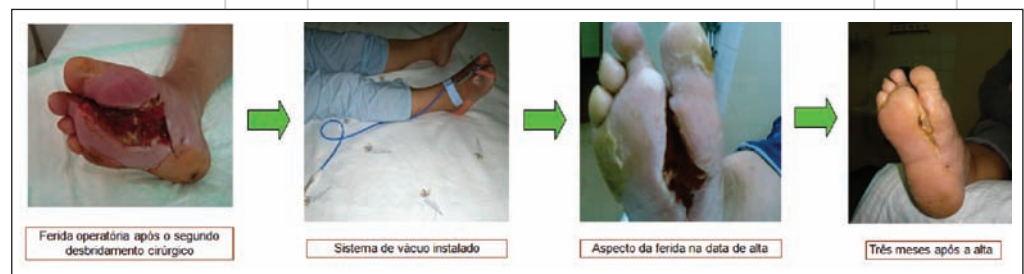 Ferida operatória após o segundo
desbridamento cirúrgico
Sistema de vácuo instalado
Aspecto da ferida na data de alta
Três meses após a alta